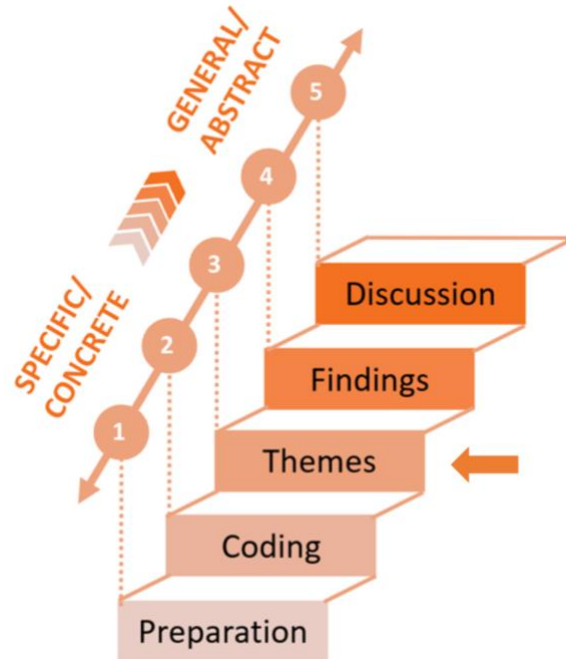 GENERAL/
ABSTRACT
SPECIFIC/
CONCRETE
5
4
3
2
1
Discussion
Findings
Themes
Coding
Preparation